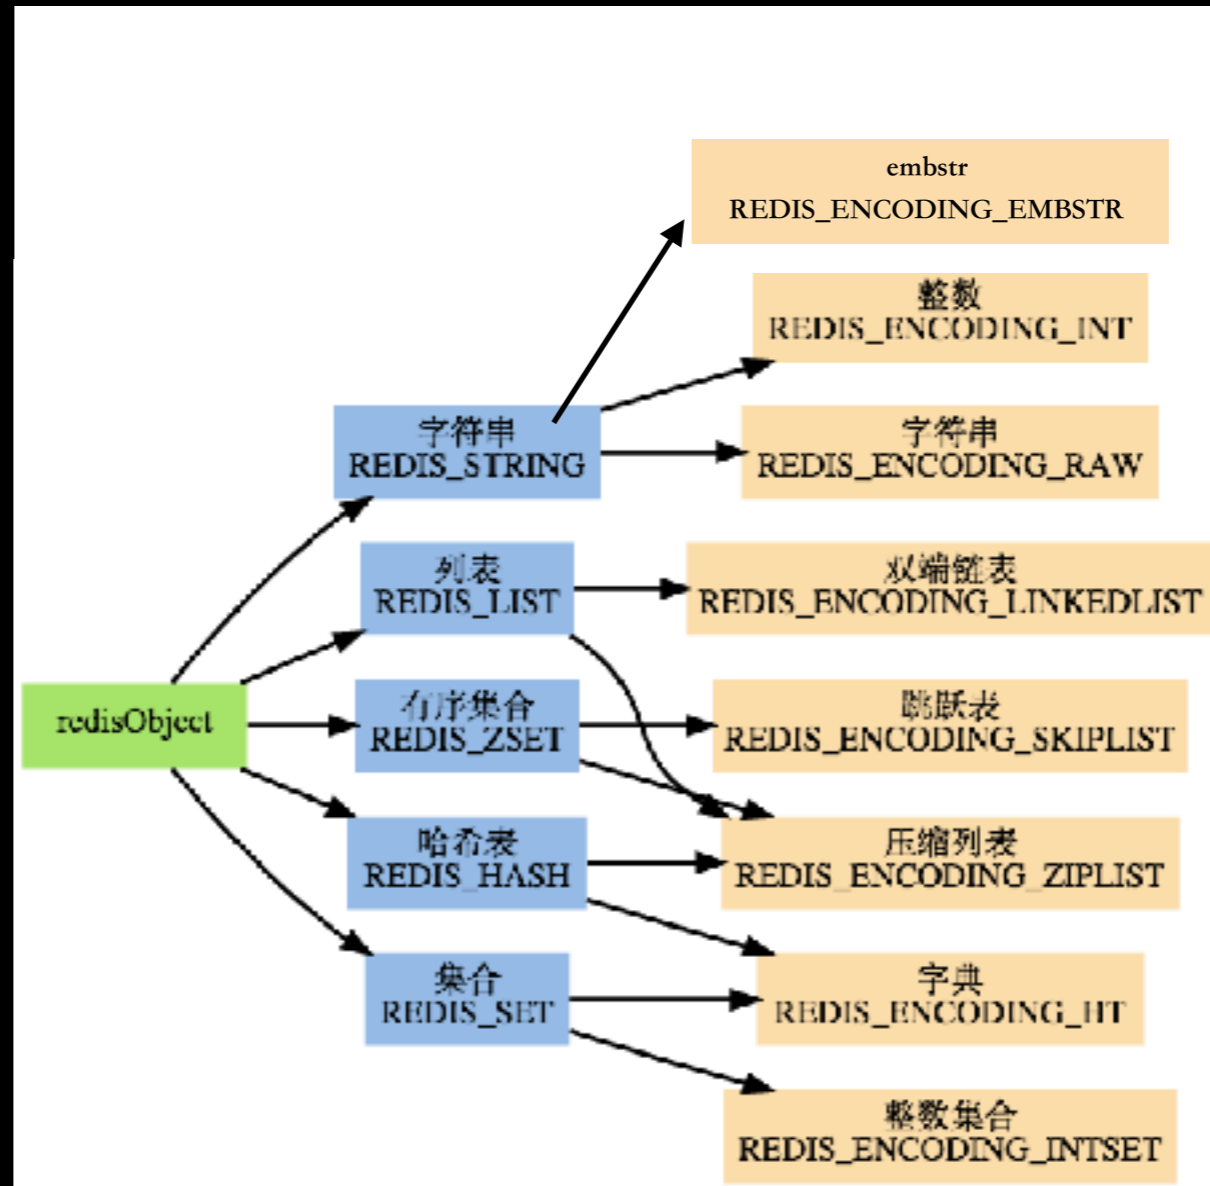 embstr
REDIS_ENCODING_EMBSTR
整数
REDIS_ENCODING_INT
字符串
REDIS_STRING
字符串
REDIS_ENCODING_RAW
列表
REDIS_LIST
双端链表
REDIS_ENCODING_LINKEDLIST
redisObject
有序集合
REDIS_ZSET
跳跃表
REDIS_ENCODING_SKIPLIST
哈希表
REDIS_HASH
压缩列表
REDIS_ENCODING_ZIPLIST
集合
REDIS_SET
字典
REDIS_ENCODING_HT
整数集合
REDIS_ENCODING_INTSET